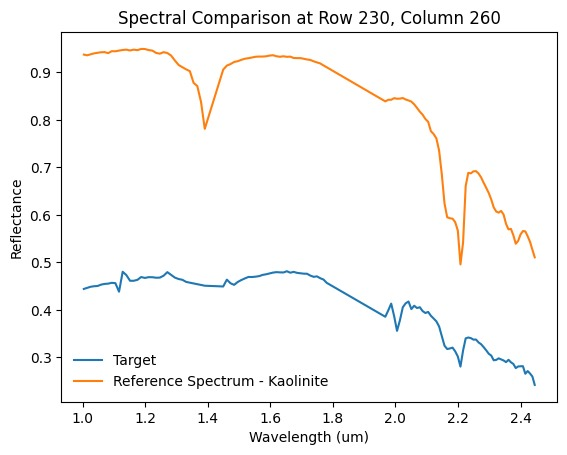 Spectral Comparison at Row 230, Column 260
Reflectance
0.9
0.8
0.7
0.6
0.5
0.4
0.3
Target
Reference Spectrum - Kaolinite
1.0 1.2 1.4 1.6 1.8 2.0 2.2 2.4
Wavelength (um)